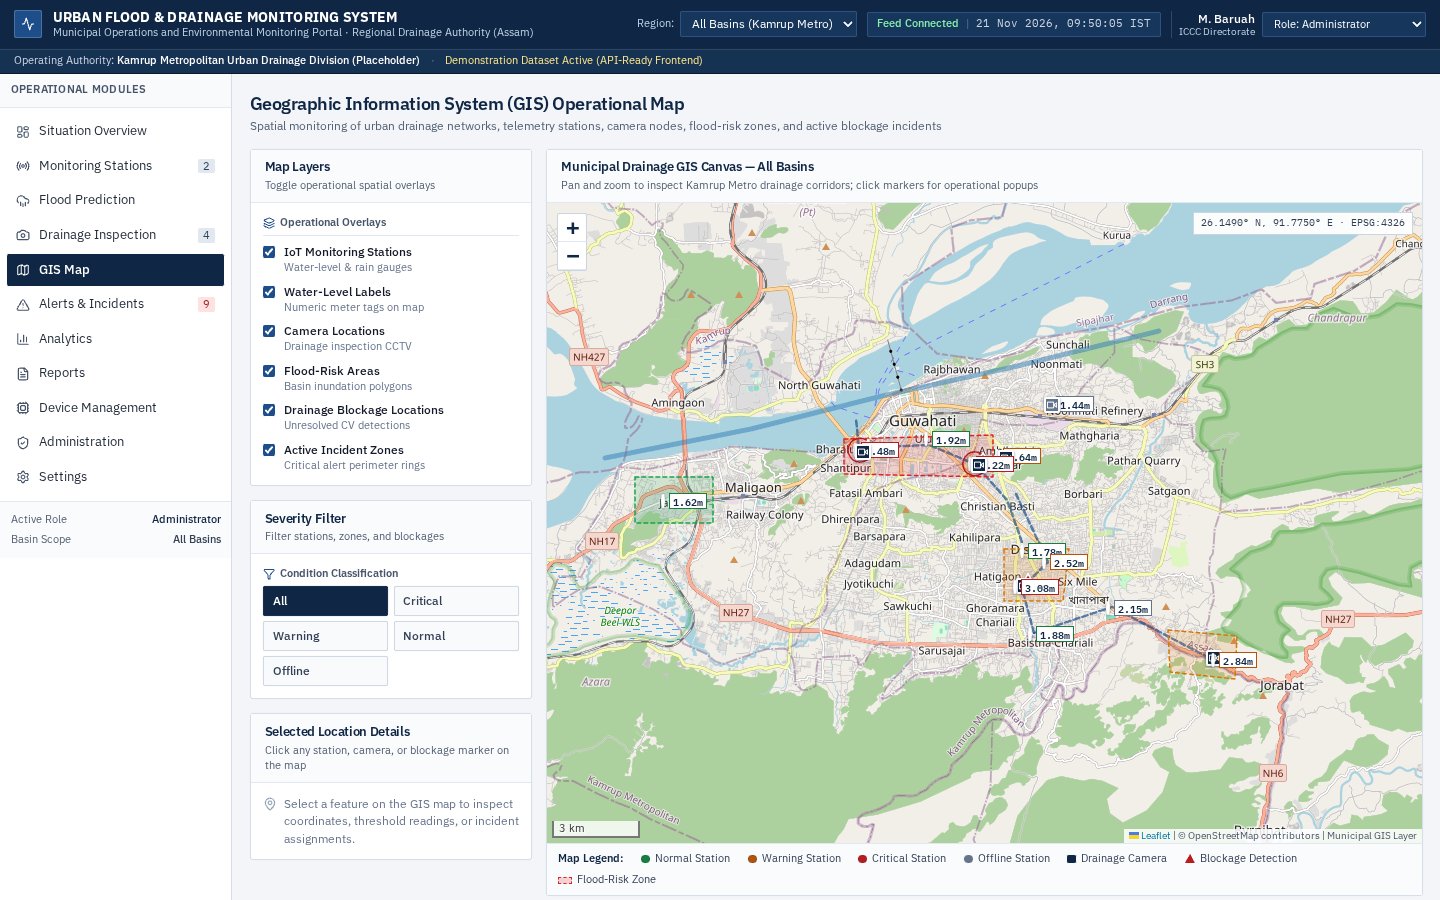 URBAN FLOOD & DRAINAGE MONITORING SYSTEM
Municipal Operations and Environmental Monitoring Portal · Regional Drainage Authority (Assam)
Region:
All Basins (Kamrup Metro)
Feed Connected | 21 Nov 2026, 09:50:05 IST
M. Baruah
ICCC Directorate
Role: Administrator
Operating Authority: Kamrup Metropolitan Urban Drainage Division (Placeholder) · Demonstration Dataset Active (API-Ready Frontend)
OPERATIONAL MODULES
Situation Overview
Monitoring Stations 2
Flood Prediction
Drainage Inspection 4
GIS Map
Alerts & Incidents 9
Analytics
Reports
Device Management
Administration
Settings
Active Role Administrator
Basin Scope All Basins
Geographic Information System (GIS) Operational Map
Spatial monitoring of urban drainage networks, telemetry stations, camera nodes, flood-risk zones, and active blockage incidents
Map Layers
Toggle operational spatial overlays
Operational Overlays
IoT Monitoring Stations
Water-level & rain gauges
Water-Level Labels
Numeric meter tags on map
Camera Locations
Drainage inspection CCTV
Flood-Risk Areas
Basin inundation polygons
Drainage Blockage Locations
Unresolved CV detections
Active Incident Zones
Critical alert perimeter rings
Severity Filter
Filter stations, zones, and blockages
Condition Classification
All
Critical
Warning
Normal
Offline
Selected Location Details
Click any station, camera, or blockage marker on
the map
Select a feature on the GIS map to inspect
coordinates, threshold readings, or incident
assignments.
Municipal Drainage GIS Canvas — All Basins
Pan and zoom to inspect Kamrup Metro drainage corridors; click markers for operational popups
+
−
26.1490° N, 91.7750° E · EPSG:4326
(Pt)
Kurua
Darrang
Sipajhar
Chandrapur
Kamrup
NH427
Sunchali
Noonmati
SH3
Rajbhawan
North Guwahati
Amingaon
1.44m
Refinery
Guwahati
1.92m
Mathgharia
.48m
.64m
.22m
Shantipur
Pathar Quarry
Maligaon
1.62m
Fatasil Ambari
Borbari
Satgaon
Railway Colony
Dhirenpara
Christian Basti
NH17
Barsapara
Kahilipara
1.78m
2.52m
Adagdum
Jyotikuchi
Hatigaon
3.08m
Six Mile
Deepor
Beel-WLS
NH27
Sawkuchi
Ghoramara
Chariali
খানাপাৰা
2.15m
NH27
1.88m
Basistha Chariali
Sarusajai
2.84m
Azara
Jorabat
Kamrup Metropolitan
Kamrup Metropolitan
NH6
3 km
Leaflet | © OpenStreetMap contributors | Municipal GIS Layer
Map Legend:
Normal Station
Warning Station
Critical Station
Offline Station
Drainage Camera
Blockage Detection
Flood-Risk Zone